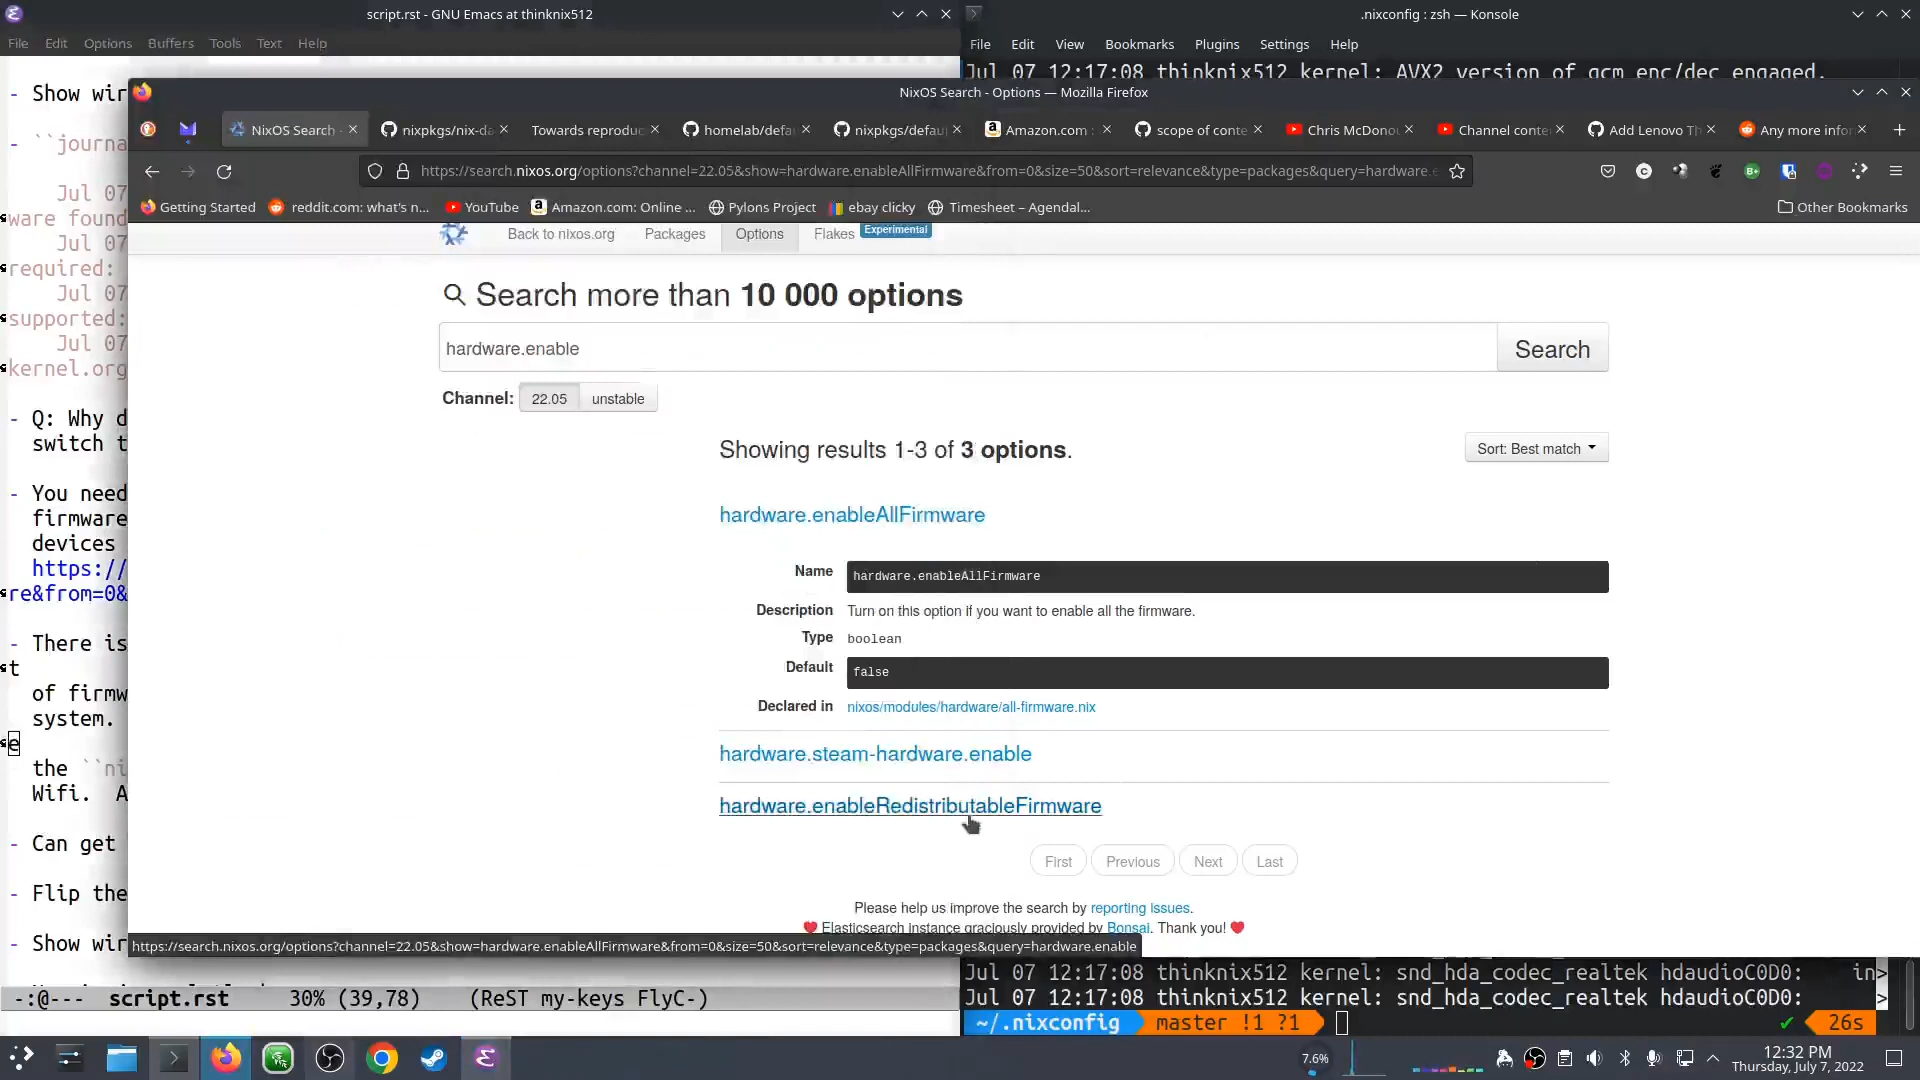 script.rst - GNU Emacs at thinknix512
.nixconfig : zsh — Konsole
File Edit Options Buffers Tools Text Help
File Edit View Bookmarks Plugins Settings Help
Jul 07 12:17:08 thinknix512 kernel: AVX2 version of gcm enc/dec engaged.
- Show wir
- ``journa
Jul 07
ware found
Jul 07
required:
Jul 07
supported:
Jul 07
kernel.org
- Q: Why d
switch t
- You need
firmware
devices
https://
re&from=0&
- There is
t
of firmw
system.
e
the ``ni
Wifi. A
- Can get
- Flip the
- Show wir
NixOS Search - Options — Mozilla Firefox
NixOS Search -
nixpkgs/nix-da
Towards reproduc
homelab/defau
nixpkgs/defaul
Amazon.com :
scope of conte
Chris McDonou
Channel conte
Add Lenovo Th
Any more infor
https://search.nixos.org/options?channel=22.05&show=hardware.enableAllFirmware&from=0&size=50&sort=relevance&type=packages&query=hardware.e
Getting Started
reddit.com: what's n...
YouTube
Amazon.com: Online ...
Pylons Project
ebay clicky
Timesheet – Agendal...
Other Bookmarks
Back to nixos.org Packages Options Flakes Experimental
Search more than 10 000 options
hardware.enable
Search
Channel: 22.05 unstable
Showing results 1-3 of 3 options.
Sort: Best match
hardware.enableAllFirmware
Name hardware.enableAllFirmware
Description Turn on this option if you want to enable all the firmware.
Type boolean
Default false
Declared in nixos/modules/hardware/all-firmware.nix
hardware.steam-hardware.enable
hardware.enableRedistributableFirmware
First Previous Next Last
Please help us improve the search by reporting issues.
Elasticsearch instance graciously provided by Bonsai. Thank you!
https://search.nixos.org/options?channel=22.05&show=hardware.enableAllFirmware&from=0&size=50&sort=relevance&type=packages&query=hardware.enable
Jul 07 12:17:08 thinknix512 kernel: snd_hda_codec_realtek hdaudioC0D0: in>
Jul 07 12:17:08 thinknix512 kernel: snd_hda_codec_realtek hdaudioC0D0: >
-:@--- script.rst 30% (39,78) (ReST my-keys FlyC-)
~/.nixconfig master !1 ?1 ✔ 26s
7.6%
12:32 PM
Thursday, July 7, 2022